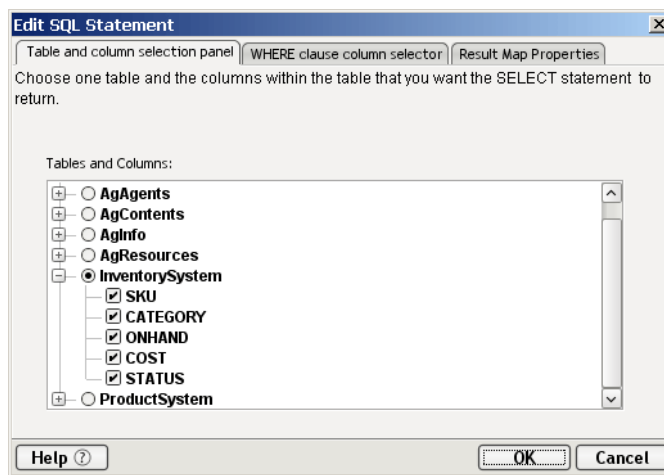 Edit SQL Statement
Table and column selection panel WHERE clause column selector Result Map Properties
Choose one table and the columns within the table that you want the SELECT statement to
return.
Tables and Columns:
AgAgents
AgContents
AgInfo
AgResources
InventorySystem
SKU
CATEGORY
ONHAND
COST
STATUS
ProductSystem
Help ? OK Cancel